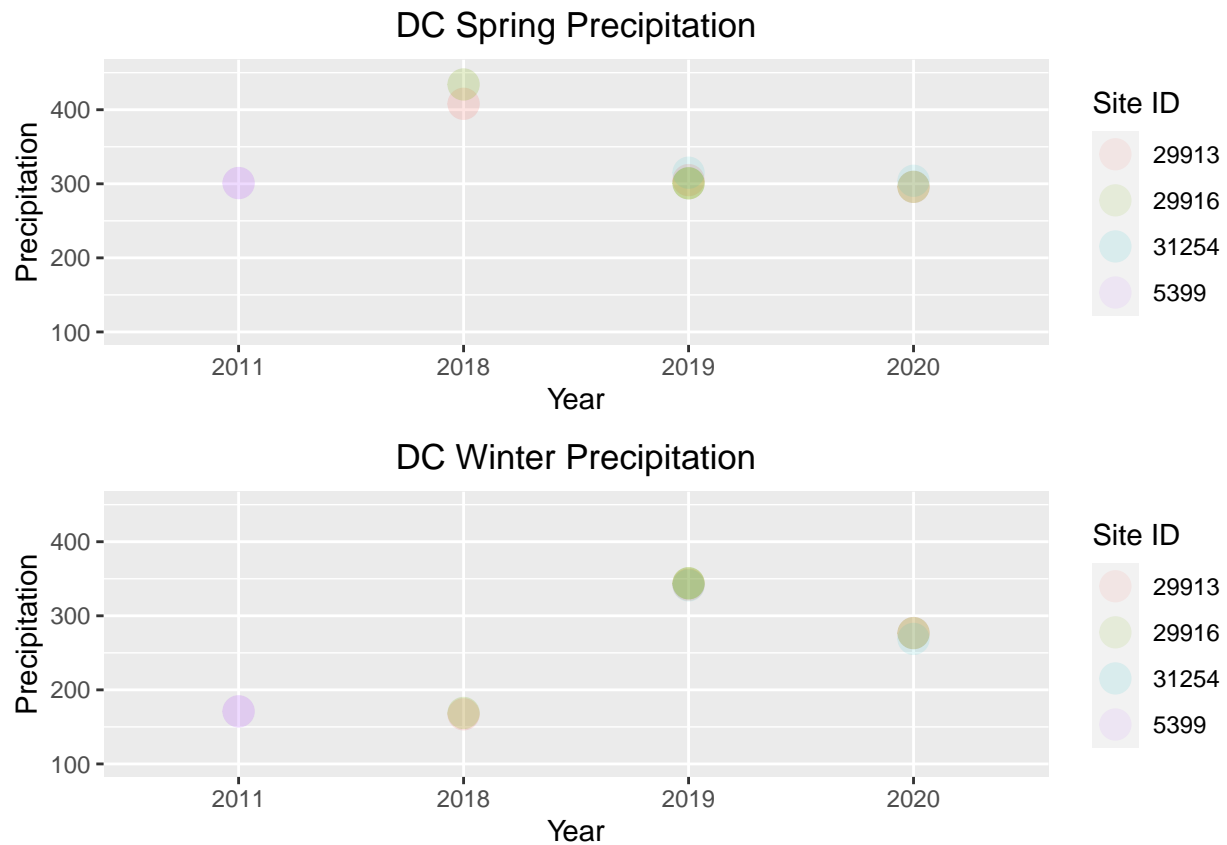 DC Spring Precipitation
Precipitation
400
300
200
100
2011 2018 2019 2020
Year
Site ID
29913
29916
31254
5399
DC Winter Precipitation
Precipitation
400
300
200
100
2011 2018 2019 2020
Year
Site ID
29913
29916
31254
5399